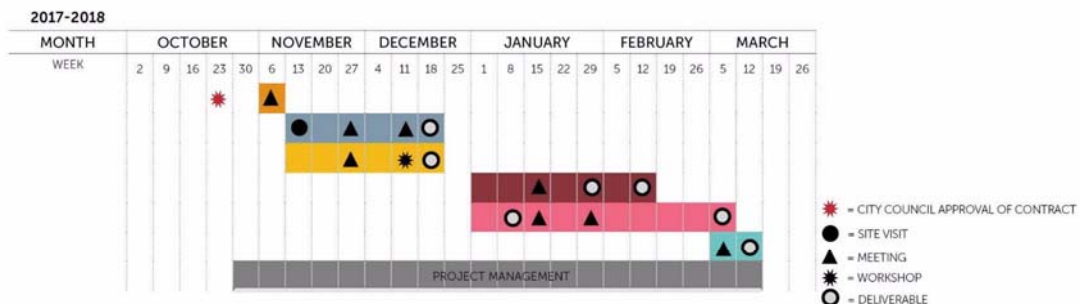 2017-2018
MONTH OCTOBER NOVEMBER DECEMBER JANUARY FEBRUARY MARCH
WEEK 2 9 16 23 30 6 13 20 27 4 11 18 25 1 8 15 22 29 5 12 19 26 5 12 19 26
= CITY COUNCIL APPROVAL OF CONTRACT
= SITE VISIT
= MEETING
PROJECT MANAGEMENT
= WORKSHOP
= DELIVERABLE